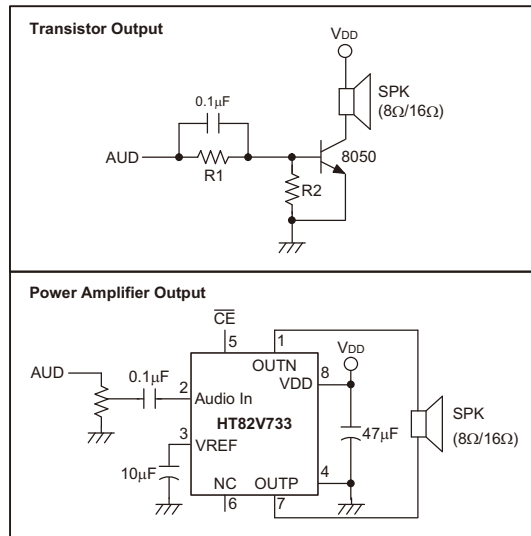 Transistor Output
VDD
SPK
(8Ω/16Ω)
0.1μF
AUD
R1
8050
R2
Power Amplifier Output
CE
5
1
OUTN
VDD
8
VDD
AUD
0.1μF
2
Audio In
HT82V733
3
VREF
47μF
SPK
(8Ω/16Ω)
10μF
NC
OUTP
4
6
7